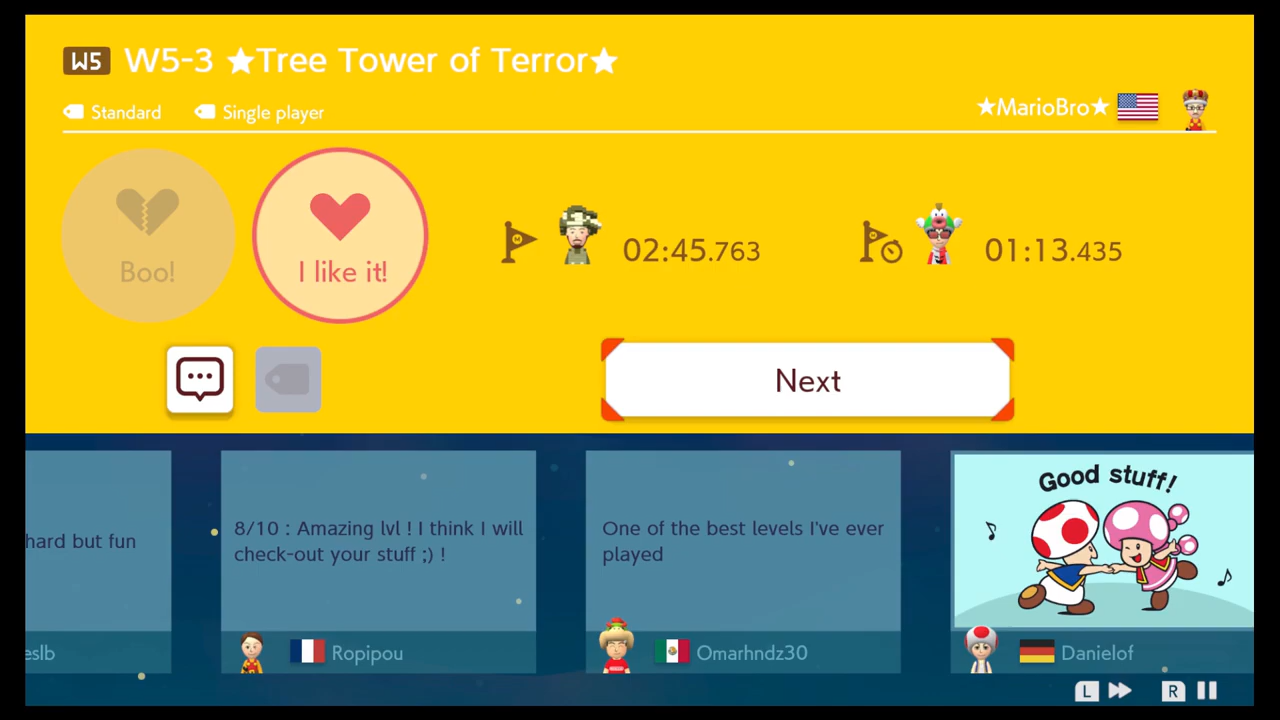 W5 W5-3 ★Tree Tower of Terror★
Standard Single player
★MarioBro★
Boo!
I like it!
02:45.763
01:13.435
Next
hard but fun
eslb
8/10 : Amazing lvl ! I think I will
check-out your stuff ;) !
Ropipou
One of the best levels I've ever
played
Omarhndz30
Good stuff!
Danielof
L R